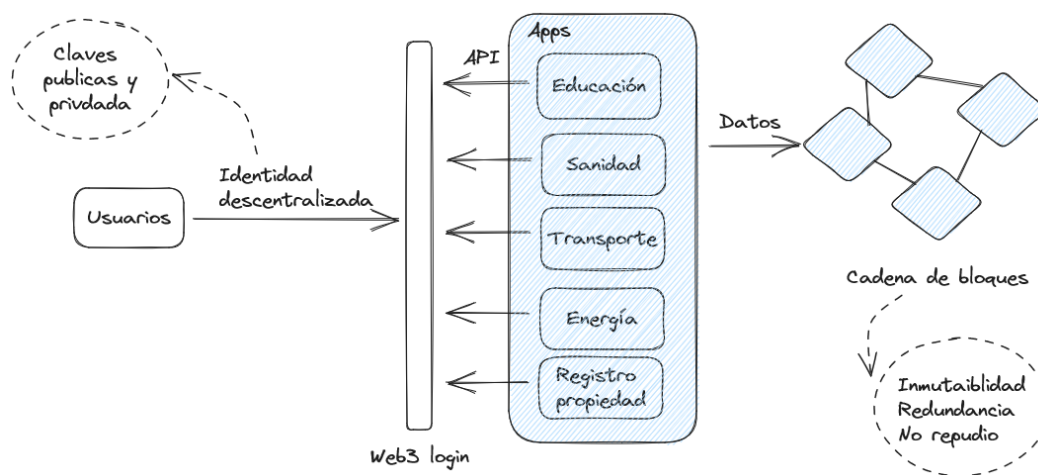 Claves
publicas y
privdada
Usuarios
Identidad
descentralizada
Web3 login
API
Apps
Educación
Sanidad
Transporte
Energía
Registro
propiedad
Datos
Cadena de bloques
Inmutaiblidad
Redundancia
No repudio